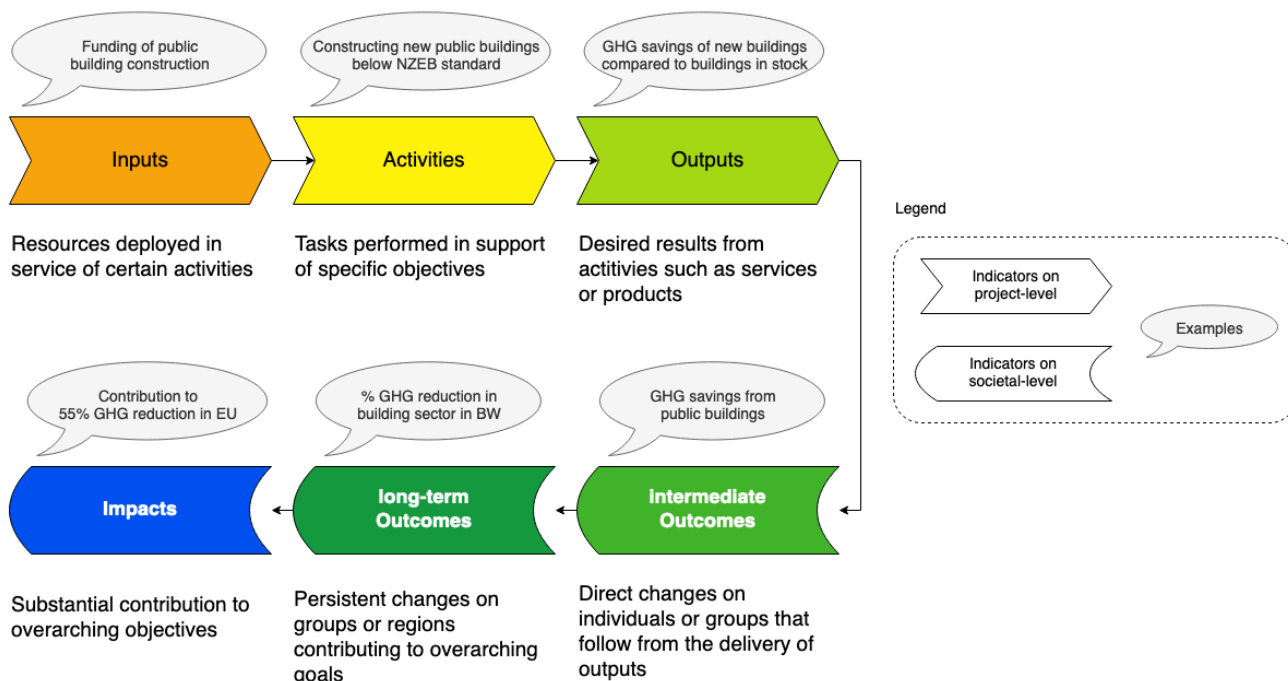 Funding of public
building construction
Constructing new public buildings
below NZEB standard
GHG savings of new buildings
compared to buildings in stock
Inputs
Activities
Outputs
Resources deployed in
service of certain activities
Tasks performed in support
of specific objectives
Desired results from
actitivies such as services
or products
Legend
Indicators on
project-level
Examples
Indicators on
societal-level
Contribution to
55% GHG reduction in EU
% GHG reduction in
building sector in BW
GHG savings from
public buildings
Impacts
long-term
Outcomes
intermediate
Outcomes
Substantial contribution to
overarching objectives
Persistent changes on
groups or regions
contributing to overarching
goals
Direct changes on
individuals or groups that
follow from the delivery of
outputs